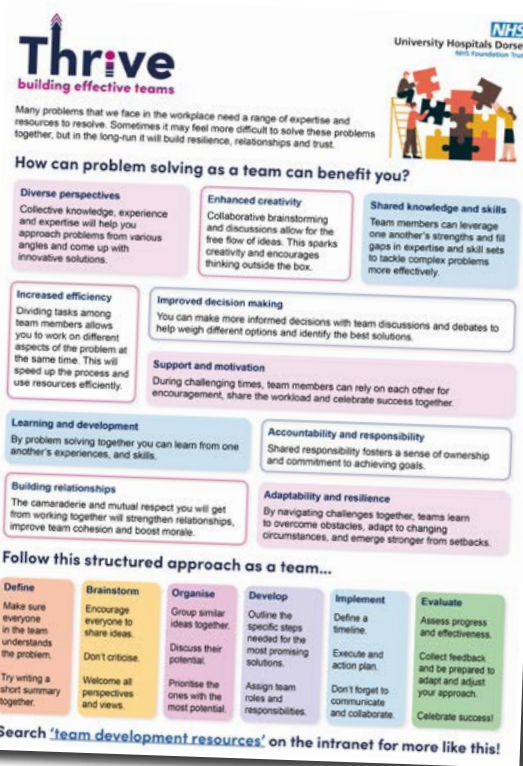 Thrive
building effective teams
NHS
University Hospitals Dorse
NHS Foundation Trus
Many problems that we face in the workplace need a range of expertise and
resources to resolve. Sometimes it may feel more difficult to solve these problems
together, but in the long-run it will build resilience, relationships and trust.
How can problem solving as a team can benefit you?
Diverse perspectives
Collective knowledge, experience
and expertise will help you
approach problems from various
angles and come up with
innovative solutions.
Enhanced creativity
Collaborative brainstorming
and discussions allow for the
free flow of ideas. This sparks
creativity and encourages
thinking outside the box.
Shared knowledge and skills
Team members can leverage
one another's strengths and fill
gaps in expertise and skill sets
to tackle complex problems
more effectively.
Increased efficiency
Dividing tasks among
team members allows
you to work on different
aspects of the problem at
the same time. This will
speed up the process and
use resources efficiently.
Improved decision making
You can make more informed decisions with team discussions and debates to
help weigh different options and identify the best solutions.
Support and motivation
During challenging times, team members can rely on each other for
encouragement, share the workload and celebrate success together.
Learning and development
By problem solving together you can learn from one
another's experiences, and skills.
Accountability and responsibility
Shared responsibility fosters a sense of ownership
and commitment to achieving goals.
Building relationships
The camaraderie and mutual respect you will get
from working together will strengthen relationships,
improve team cohesion and boost morale.
Adaptability and resilience
By navigating challenges together, teams learn
to overcome obstacles, adapt to changing
circumstances, and emerge stronger from setbacks.
Follow this structured approach as a team...
Define
Make sure
everyone
in the team
understands
the problem.
Try writing a
short summary
together.
Brainstorm
Encourage
everyone to
share ideas.
Don't criticise.
Welcome all
perspectives
and views.
Organise
Group similar
ideas together.
Discuss their
potential.
Prioritise the
ones with the
most potential.
Develop
Outline the
specific steps
needed for the
most promising
solutions.
Assign team
roles and
responsibilities.
Implement
Define a
timeline.
Execute and
action plan.
Don't forget to
communicate
and collaborate.
Evaluate
Assess progress
and effectiveness.
Collect feedback
and be prepared to
adapt and adjust
your approach.
Celebrate success!
Search 'team development resources' on the intranet for more like this!